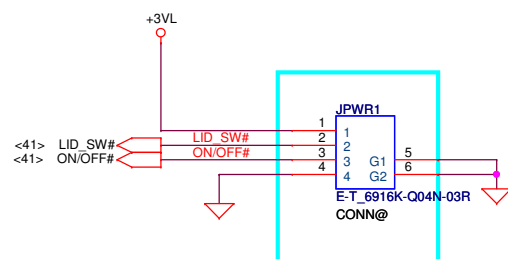 +3VL
JPWR1
1 1
<41> LID_SW# LID_SW# 2 2
<41> ON/OFF# ON/OFF# 3 3 G1 5
4 4 G2 6
E-T_6916K-Q04N-03R
CONN@